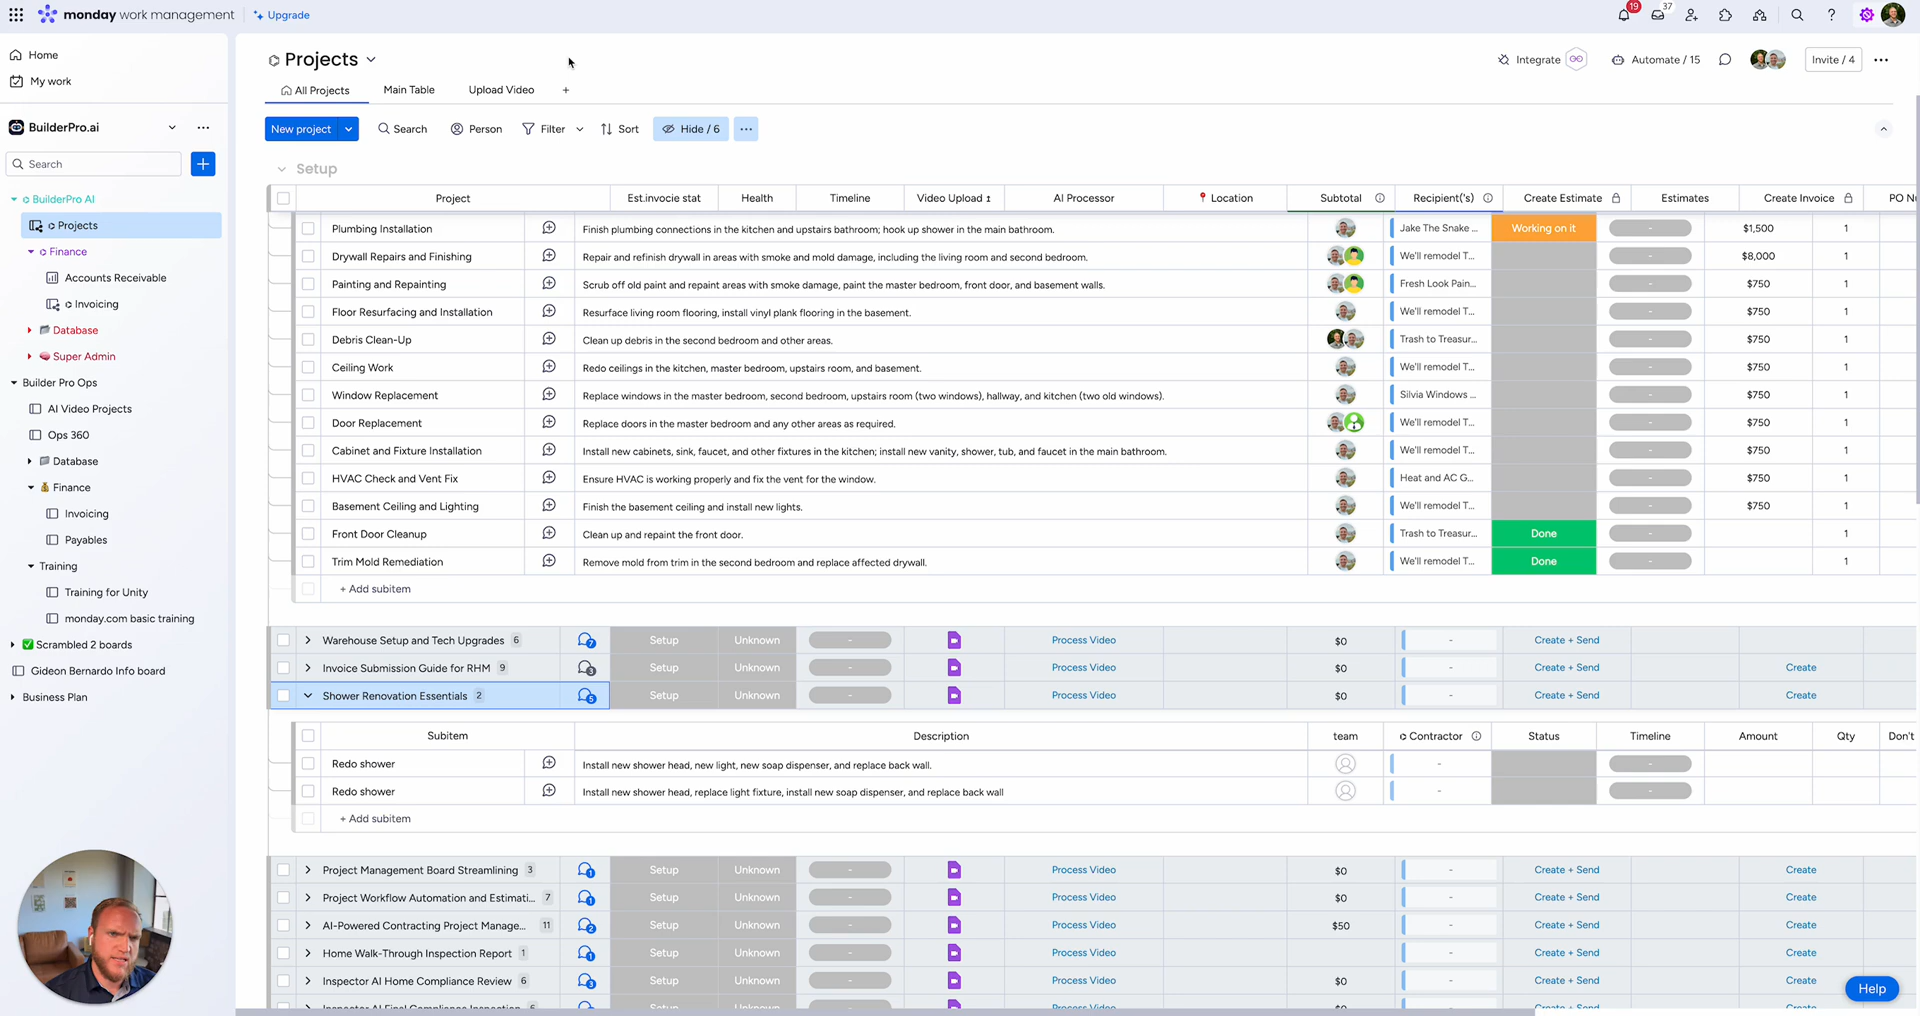 monday work management
Upgrade
19
37
Home
My work
BuilderPro.ai
Search
BuilderPro AI
Projects
Finance
Accounts Receivable
Invoicing
Database
Super Admin
Builder Pro Ops
AI Video Projects
Ops 360
Database
Finance
Invoicing
Payables
Training
Training for Unity
monday.com basic training
Scrambled 2 boards
Gideon Bernardo Info board
Business Plan
Projects
Integrate
Automate / 15
Invite / 4
All Projects
Main Table
Upload Video
New project
Search
Person
Filter
Sort
Hide / 6
Setup
Project Est.invocie stat Health Timeline Video Upload AI Processor Location Subtotal Recipient('s) Create Estimate Estimates Create Invoice
Plumbing Installation Finish plumbing connections in the kitchen and upstairs bathroom; hook up shower in the main bathroom. Jake The Snake ... Working on it - $1,500 1
Drywall Repairs and Finishing Repair and refinish drywall in areas with smoke and mold damage, including the living room and second bedroom. We'll remodel T... - $8,000 1
Painting and Repainting Scrub off old paint and repaint areas with smoke damage, paint the master bedroom, front door, and basement walls. Fresh Look Pain... - $750 1
Floor Resurfacing and Installation Resurface living room flooring, install vinyl plank flooring in the basement. We'll remodel T... - $750 1
Debris Clean-Up Clean up debris in the second bedroom and other areas. Trash to Treasur... - $750 1
Ceiling Work Redo ceilings in the kitchen, master bedroom, upstairs room, and basement. We'll remodel T... - $750 1
Window Replacement Replace windows in the master bedroom, second bedroom, upstairs room (two windows), hallway, and kitchen (two old windows). Silvia Windows ... - $750 1
Door Replacement Replace doors in the master bedroom and any other areas as required. We'll remodel T... - $750 1
Cabinet and Fixture Installation Install new cabinets, sink, faucet, and other fixtures in the kitchen; install new vanity, shower, tub, and faucet in the main bathroom. We'll remodel T... - $750 1
HVAC Check and Vent Fix Ensure HVAC is working properly and fix the vent for the window. Heat and AC G... - $750 1
Basement Ceiling and Lighting Finish the basement ceiling and install new lights. We'll remodel T... - $750 1
Front Door Cleanup Clean up and repaint the front door. Trash to Treasur... Done - 1
Trim Mold Remediation Remove mold from trim in the second bedroom and replace affected drywall. We'll remodel T... Done - 1
+ Add subitem
Warehouse Setup and Tech Upgrades 6 7 Setup Unknown - Process Video $0 - Create + Send
Invoice Submission Guide for RHM 9 3 Setup Unknown - Process Video $0 - Create + Send Create
Shower Renovation Essentials 2 5 Setup Unknown - Process Video $0 - Create + Send Create
Subitem Description team Contractor Status Timeline Amount Qty Don't
Redo shower Install new shower head, new light, new soap dispenser, and replace back wall. - -
Redo shower Install new shower head, replace light fixture, install new soap dispenser, and replace back wall - -
+ Add subitem
Project Management Board Streamlining 3 1 Setup Unknown - Process Video $0 - Create + Send Create
Project Workflow Automation and Estimati... 7 1 Setup Unknown - Process Video $0 - Create + Send Create
AI-Powered Contracting Project Manage... 11 2 Setup Unknown - Process Video $50 - Create + Send Create
Home Walk-Through Inspection Report 1 1 Setup Unknown - Process Video - Create + Send Create
Inspector AI Home Compliance Review 6 3 Setup Unknown - Process Video $0 - Create + Send Create
Help